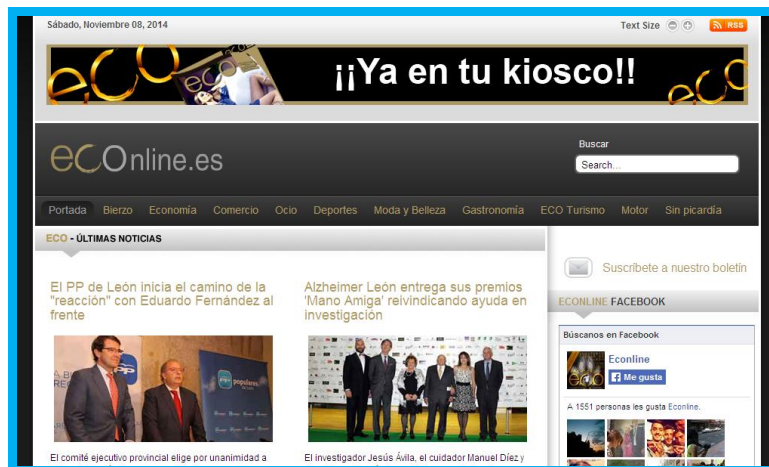 Sábado, Noviembre 08, 2014
Text Size
RSS
eco
¡¡Ya en tu kiosco!!
eco
ecOnline.es
Buscar
Search...
Portada Bierzo Economía Comercio Ocio Deportes Moda y Belleza Gastronomía ECO Turismo Motor Sin picardía
ECO - ÚLTIMAS NOTICIAS
Suscríbete a nuestro boletín
El PP de León inicia el camino de la
"reacción" con Eduardo Fernández al
frente
Alzheimer León entrega sus premios
'Mano Amiga' reivindicando ayuda en
investigación
ECONLINE FACEBOOK
Búscanos en Facebook
Econline
Me gusta
A 1551 personas les gusta Econline.
PP
populares
El comité ejecutivo provincial elige por unanimidad a
El investigador Jesús Ávila, el cuidador Manuel Díez y